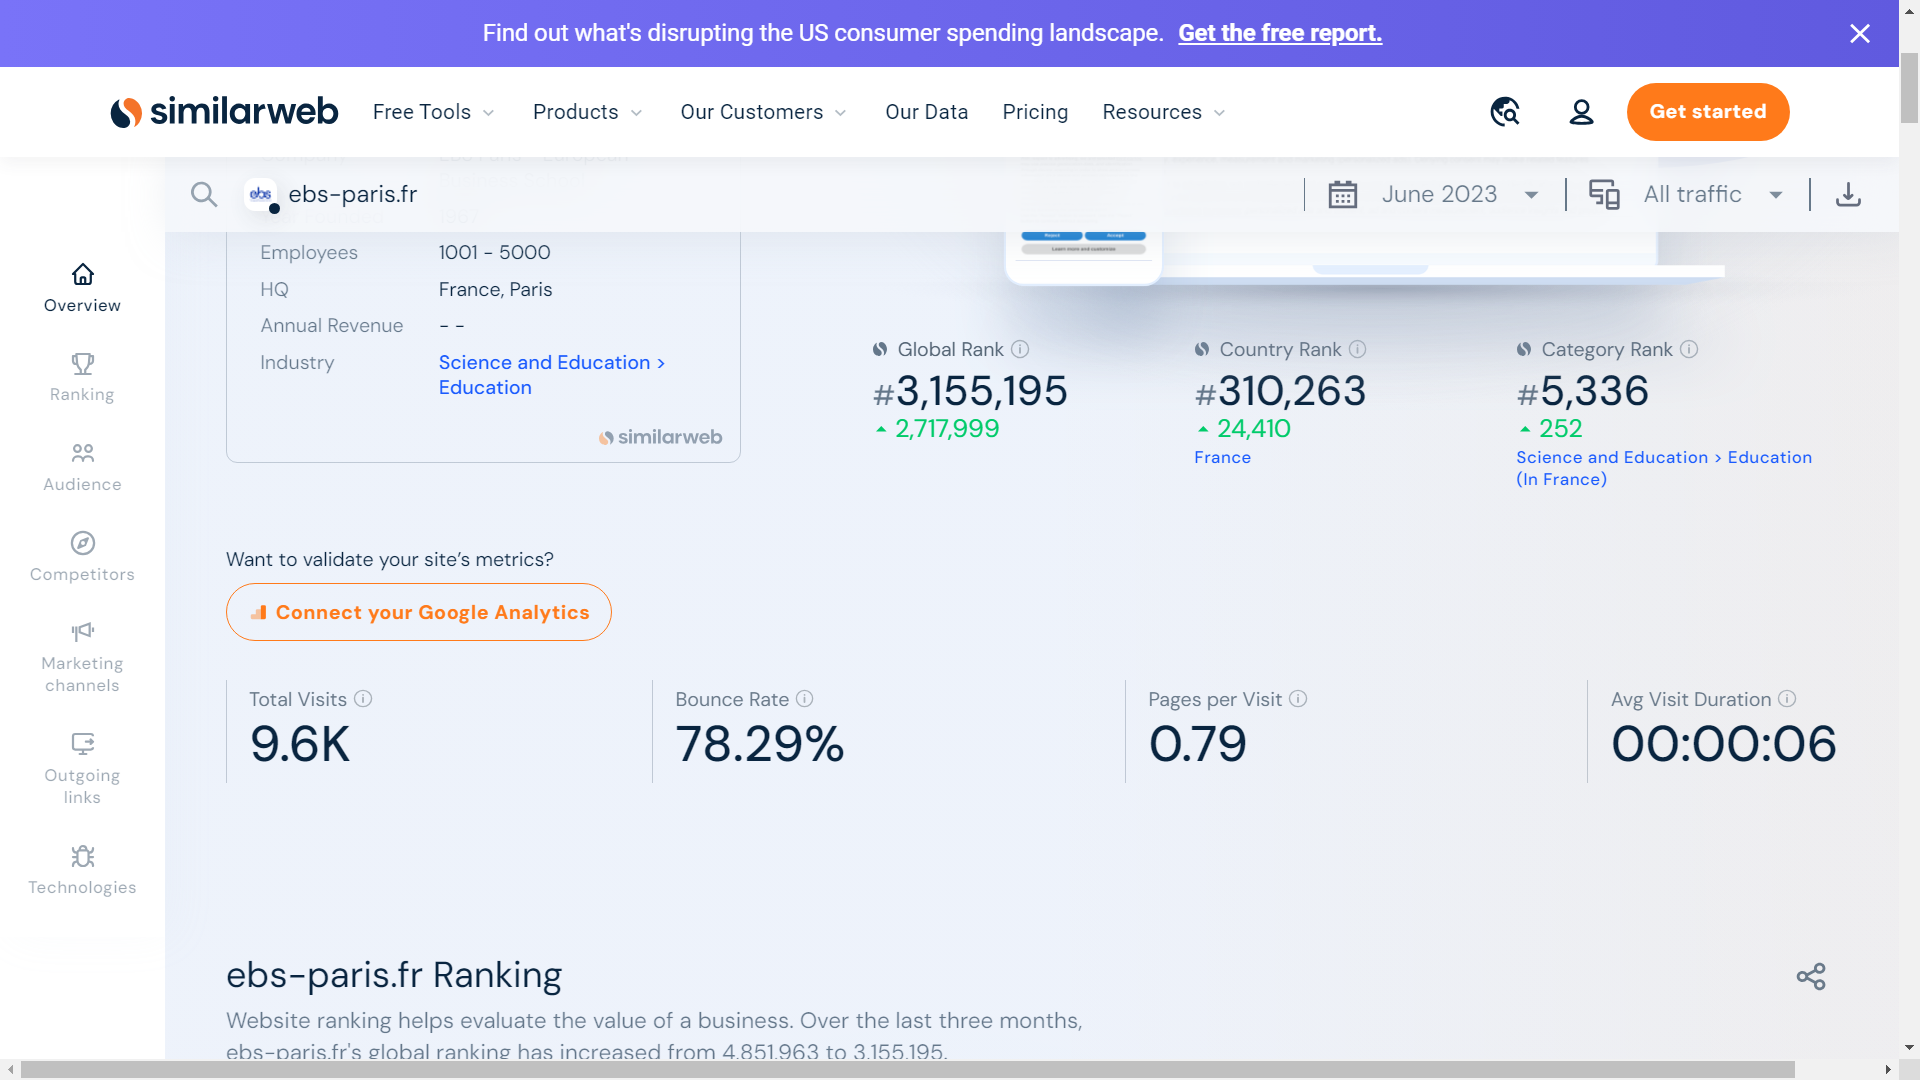 Find out what's disrupting the US consumer spending landscape. Get the free report.
similarweb Free Tools Products Our Customers Our Data Pricing Resources Get started
ebs ebs-paris.fr June 2023 All traffic
Employees 1001 - 5000
HQ France, Paris
Annual Revenue - -
Industry Science and Education >
Education
similarweb
Reject Accept
Learn more and customize
Global Rank
#3,155,195
2,717,999
Country Rank
#310,263
24,410
France
Category Rank
#5,336
252
Science and Education > Education
(In France)
Overview
Ranking
Audience
Competitors
Marketing
channels
Outgoing
links
Technologies
Want to validate your site’s metrics?
Connect your Google Analytics
Total Visits
9.6K
Bounce Rate
78.29%
Pages per Visit
0.79
Avg Visit Duration
00:00:06
ebs-paris.fr Ranking
Website ranking helps evaluate the value of a business. Over the last three months,
ebs-paris.fr's global ranking has increased from 4,851,963 to 3,155,195.